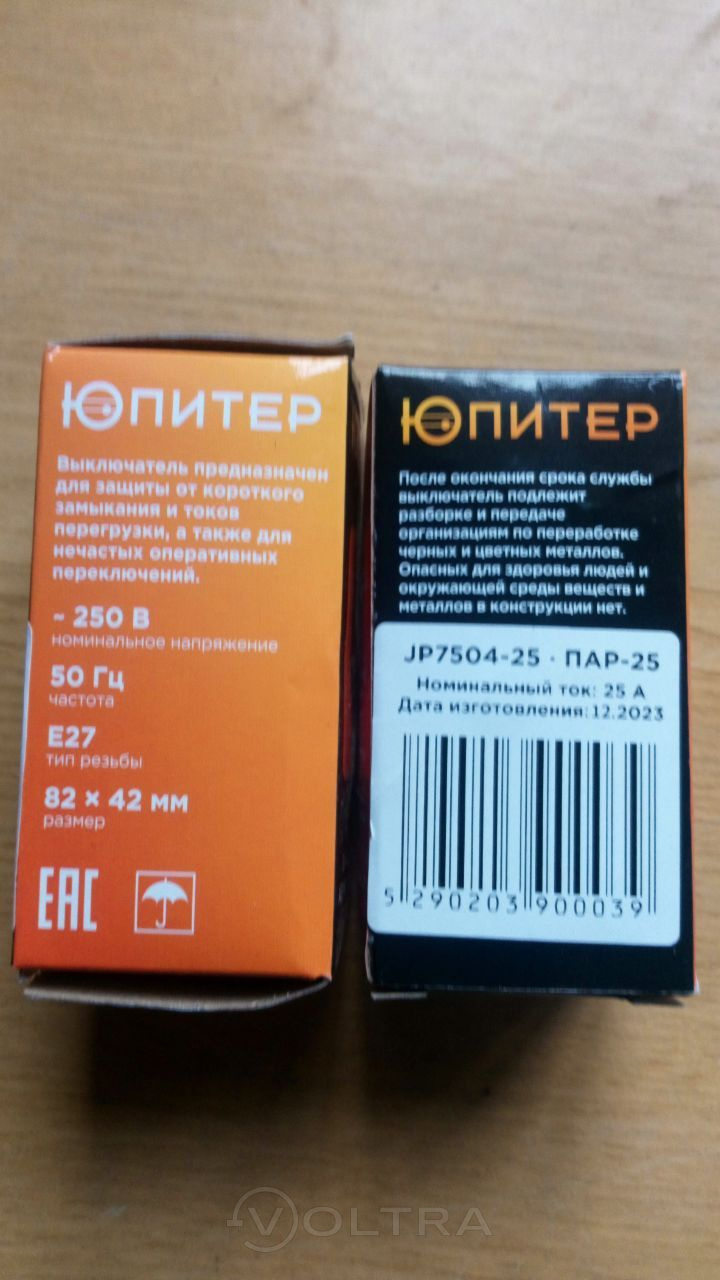 ЮПИТЕР
Выключатель предназначен
для защиты от короткого
замыкания и токов
перегрузки, а также для
нечастых оперативных
переключений.
~ 250 В
номинальное напряжение
50 Гц
частота
E27
тип резьбы
82 × 42 мм
размер
EAC
ЮПИТЕР
После окончания срока службы
выключатель подлежит
разборке и передаче
организациям по переработке
черных и цветных металлов.
Опасных для здоровья людей и
окружающей среды веществ и
металлов в конструкции нет.
JP7504-25 · ПАР-25
Номинальный ток: 25 А
Дата изготовления:12.2023
5 290203 900039
VOLTRA